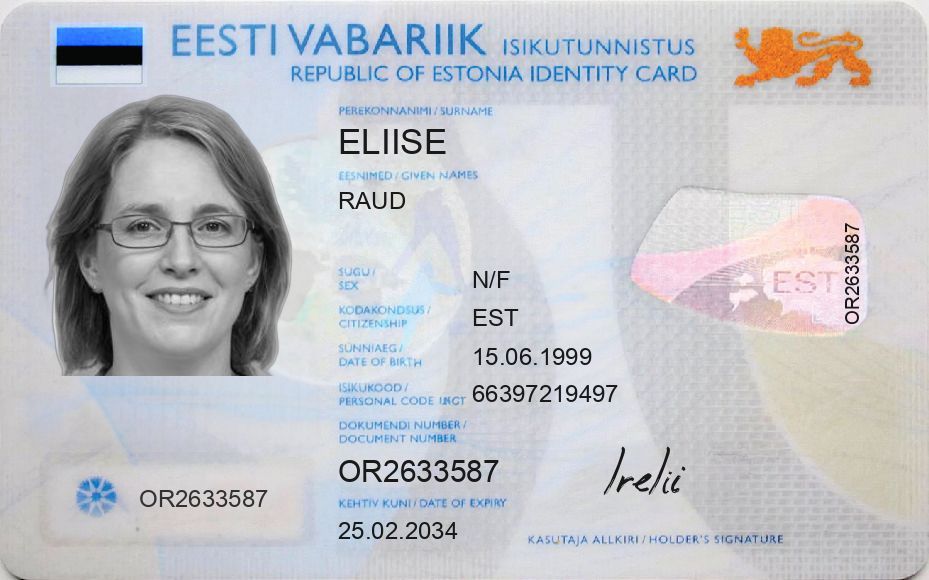 EESTI VABARIIK ISIKUTUNNISTUS
REPUBLIC OF ESTONIA IDENTITY CARD
PEREKONNANIMI / SURNAME
ELIISE
EESNIMED / GIVEN NAMES
RAUD
SUGU / SEX N/F
KODAKONDSUS / CITIZENSHIP EST
SÜNNIAEG / DATE OF BIRTH 15.06.1999
ISIKUKOOD / PERSONAL CODE 66397219497
DOKUMENDI NUMBER / DOCUMENT NUMBER
OR2633587
KEHTIV KUNI / DATE OF EXPIRY
25.02.2034
OR2633587
EST
OR2633587
Irelii
KASUTAJA ALLKIRI / HOLDER'S SIGNATURE